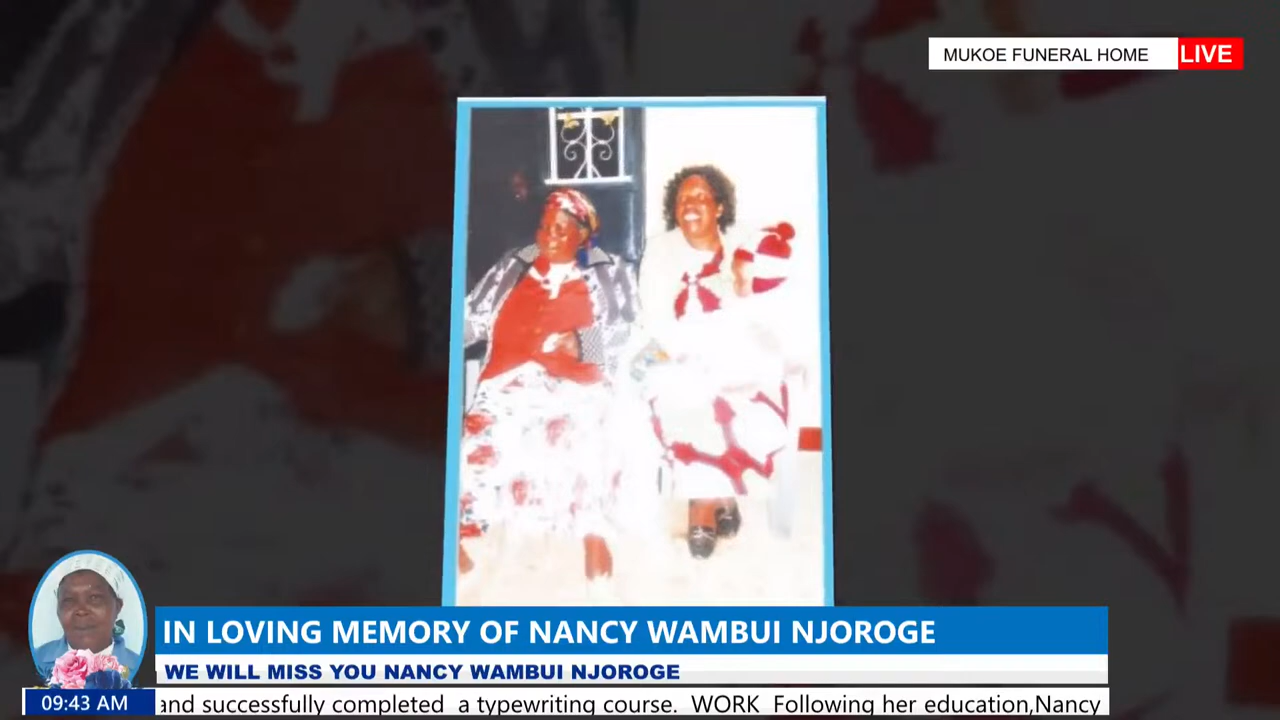 MUKOE FUNERAL HOME LIVE
IN LOVING MEMORY OF NANCY WAMBUI NJOROGE
WE WILL MISS YOU NANCY WAMBUI NJOROGE
09:43 AM and successfully completed a typewriting course. WORK Following her education,Nancy